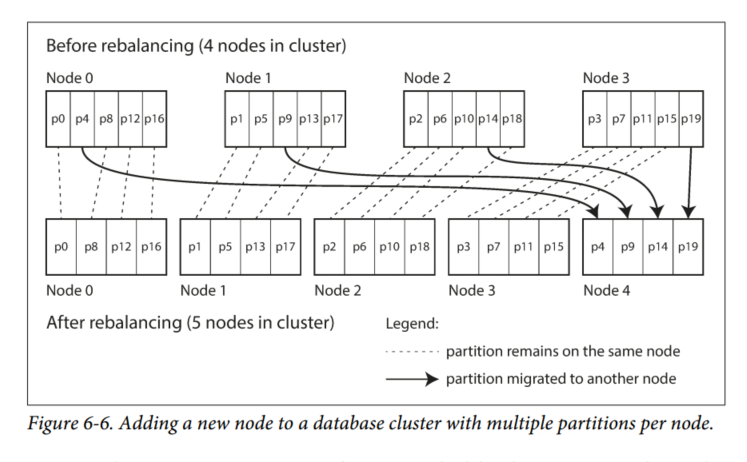 Before rebalancing (4 nodes in cluster)
Node 0 Node 1 Node 2 Node 3
p0 p4 p8 p12 p16 p1 p5 p9 p13 p17 p2 p6 p10 p14 p18 p3 p7 p11 p15 p19
p0 p8 p12 p16 p1 p5 p13 p17 p2 p6 p10 p18 p3 p7 p11 p15 p4 p9 p14 p19
Node 0 Node 1 Node 2 Node 3 Node 4
After rebalancing (5 nodes in cluster)
Legend:
partition remains on the same node
partition migrated to another node
Figure 6-6. Adding a new node to a database cluster with multiple partitions per node.